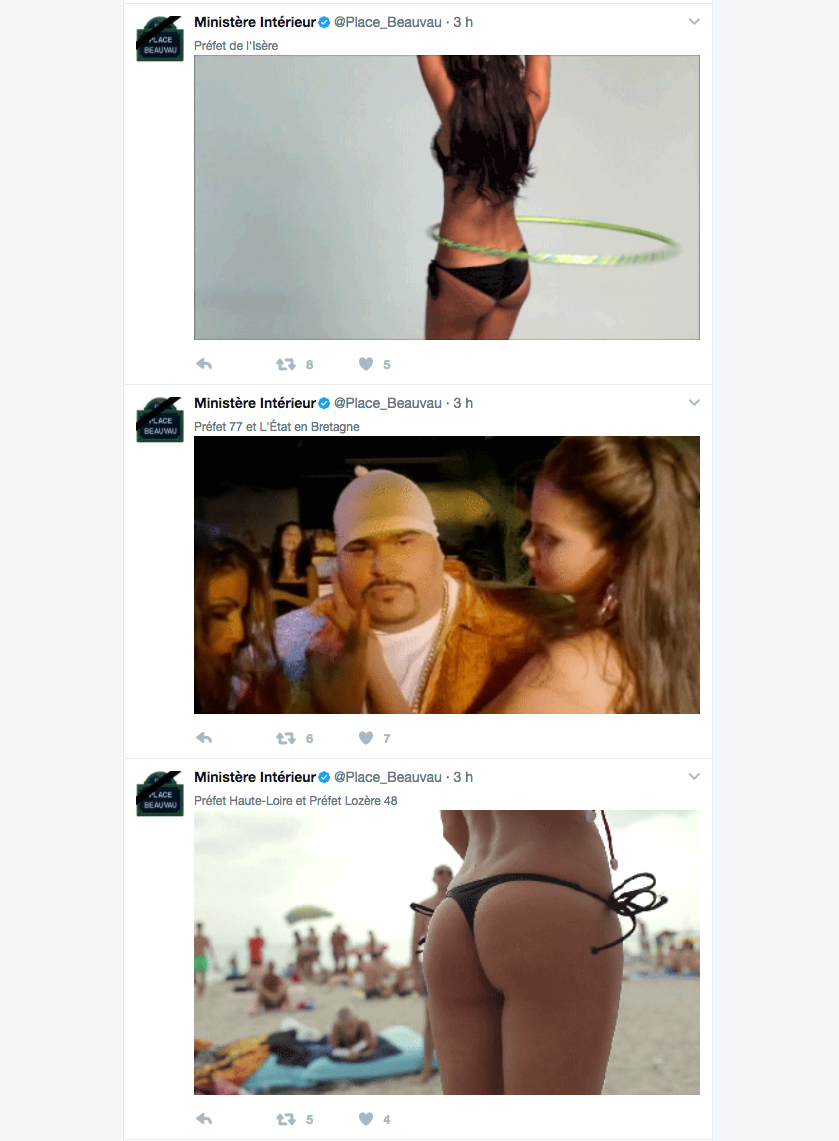 PLACE
BEAUVAU
Ministère Intérieur @Place_Beauvau · 3 h
Préfet de l'Isère
8 5
PLACE
BEAUVAU
Ministère Intérieur @Place_Beauvau · 3 h
Préfet 77 et L'État en Bretagne
6 7
PLACE
BEAUVAU
Ministère Intérieur @Place_Beauvau · 3 h
Préfet Haute-Loire et Préfet Lozère 48
5 4